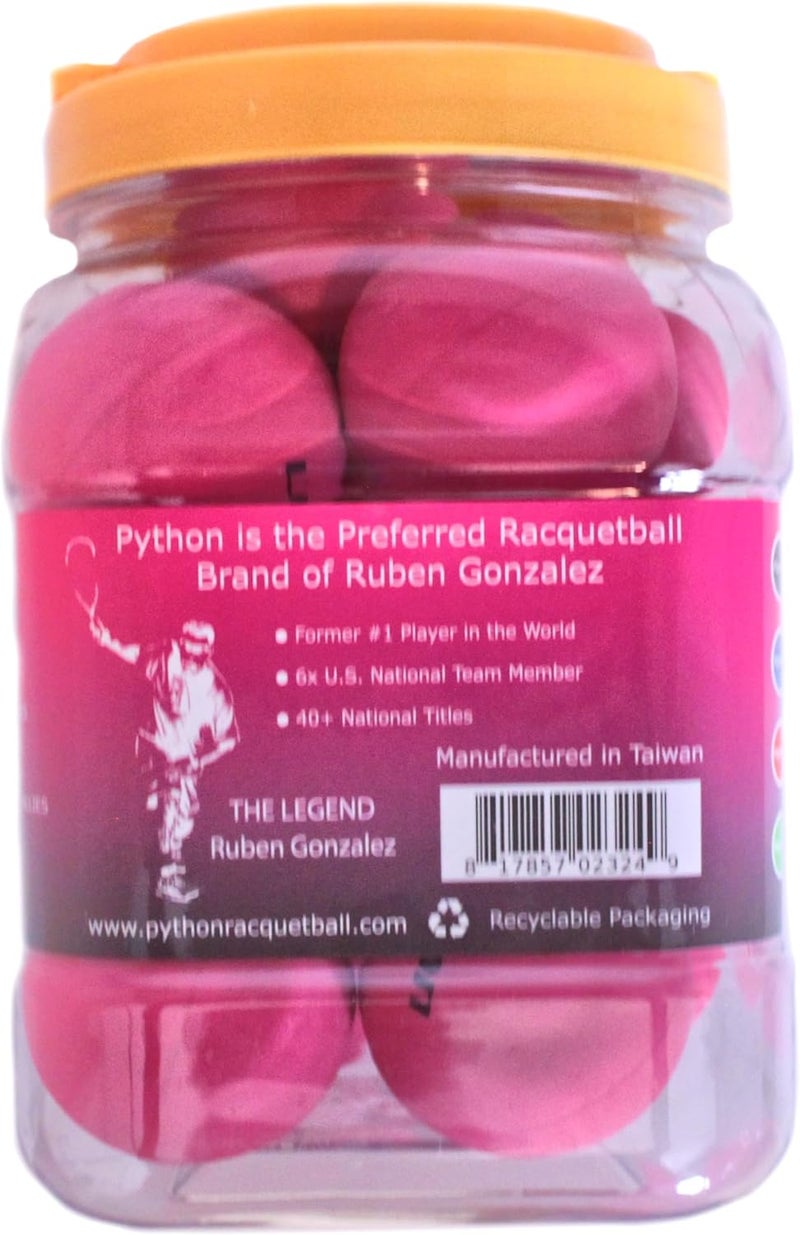 Python is the Preferred Racquetball
Brand of Ruben Gonzalez
● Former #1 Player in the World
● 6x U.S. National Team Member
● 40+ National Titles
Manufactured in Taiwan
THE LEGEND
Ruben Gonzalez
8 17857 02324 9
www.pythonracquetball.com
Recyclable Packaging